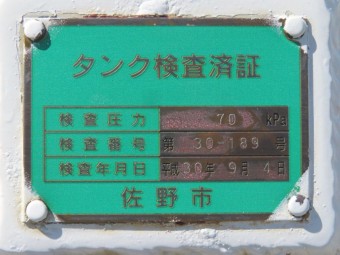 タンク検査済証
検査圧力 70 kPa
検査番号 第 30-189 号
検査年月日 平成 30年 9月 4日
佐野市